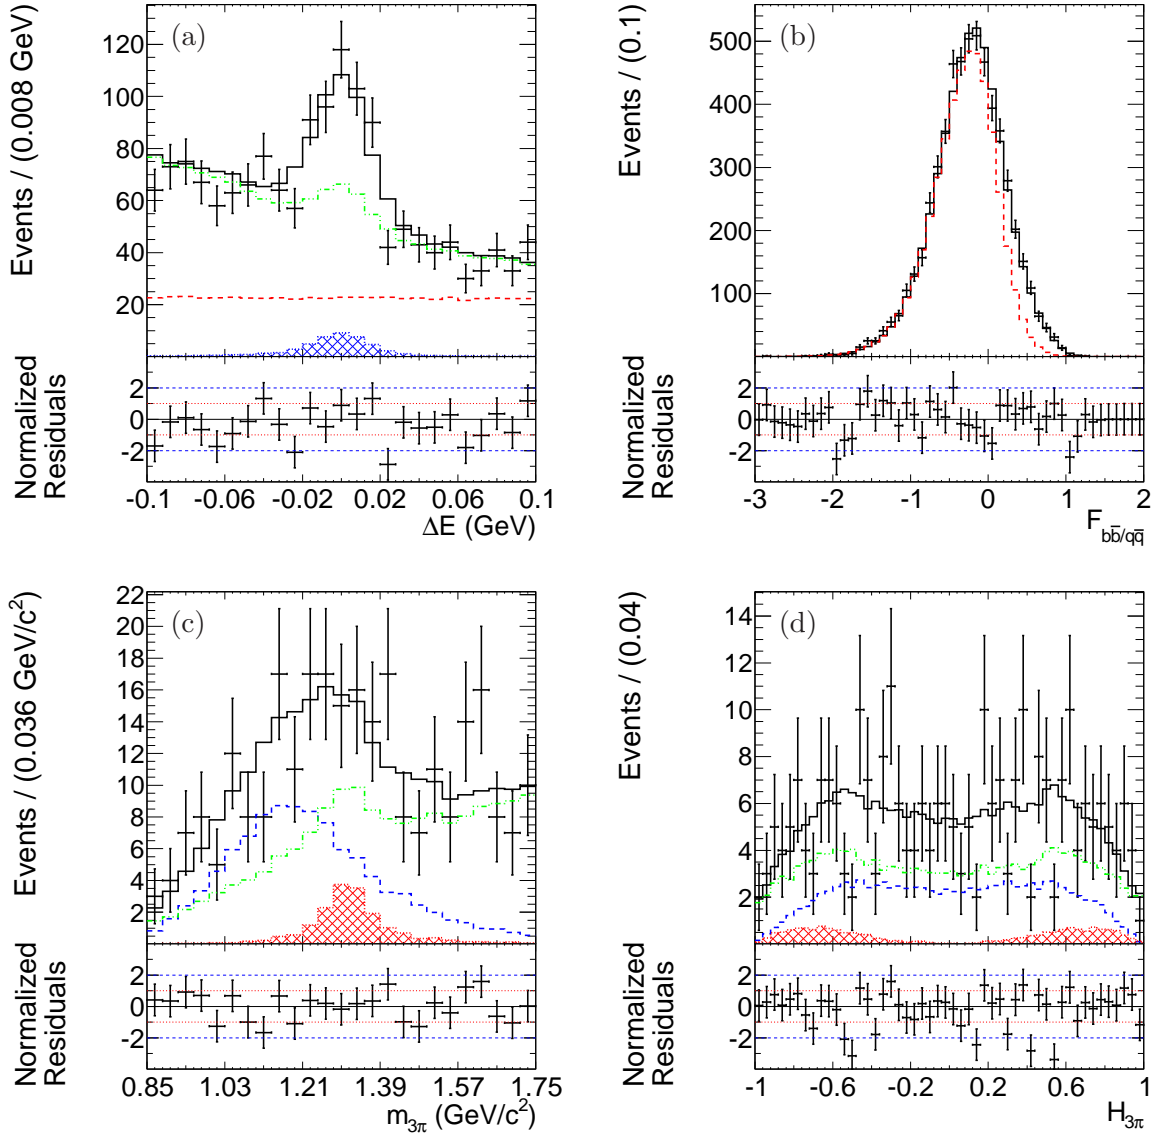 (a)
Events / (0.008 GeV)
120
100
80
60
40
20
Normalized
Residuals
2
0
-2
-0.1 -0.06 -0.02 0.02 0.06 0.1
ΔE (GeV)
(b)
Events / (0.1)
500
400
300
200
100
Normalized
Residuals
2
0
-2
-3 -2 -1 0 1 2
F_{bb̅/qq̅}
(c)
Events / (0.036 GeV/c²)
22
20
18
16
14
12
10
8
6
4
2
Normalized
Residuals
2
0
-2
0.85 1.03 1.21 1.39 1.57 1.75
m_{3π} (GeV/c²)
(d)
Events / (0.04)
14
12
10
8
6
4
2
Normalized
Residuals
2
0
-2
-1 -0.6 -0.2 0.2 0.6 1
H_{3π}